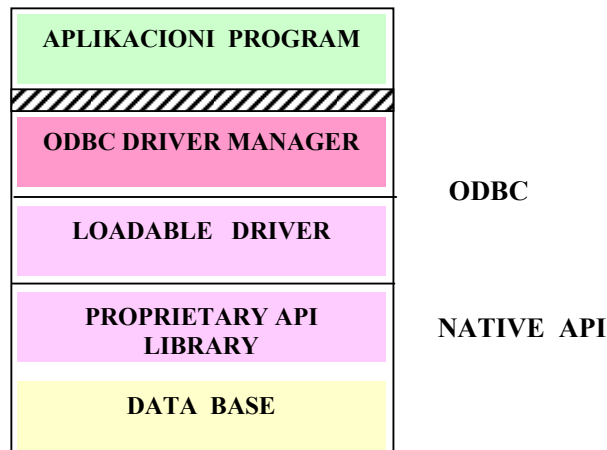 APLIKACIONI PROGRAM
ODBC DRIVER MANAGER
ODBC
LOADABLE DRIVER
PROPRIETARY API
LIBRARY
NATIVE API
DATA BASE